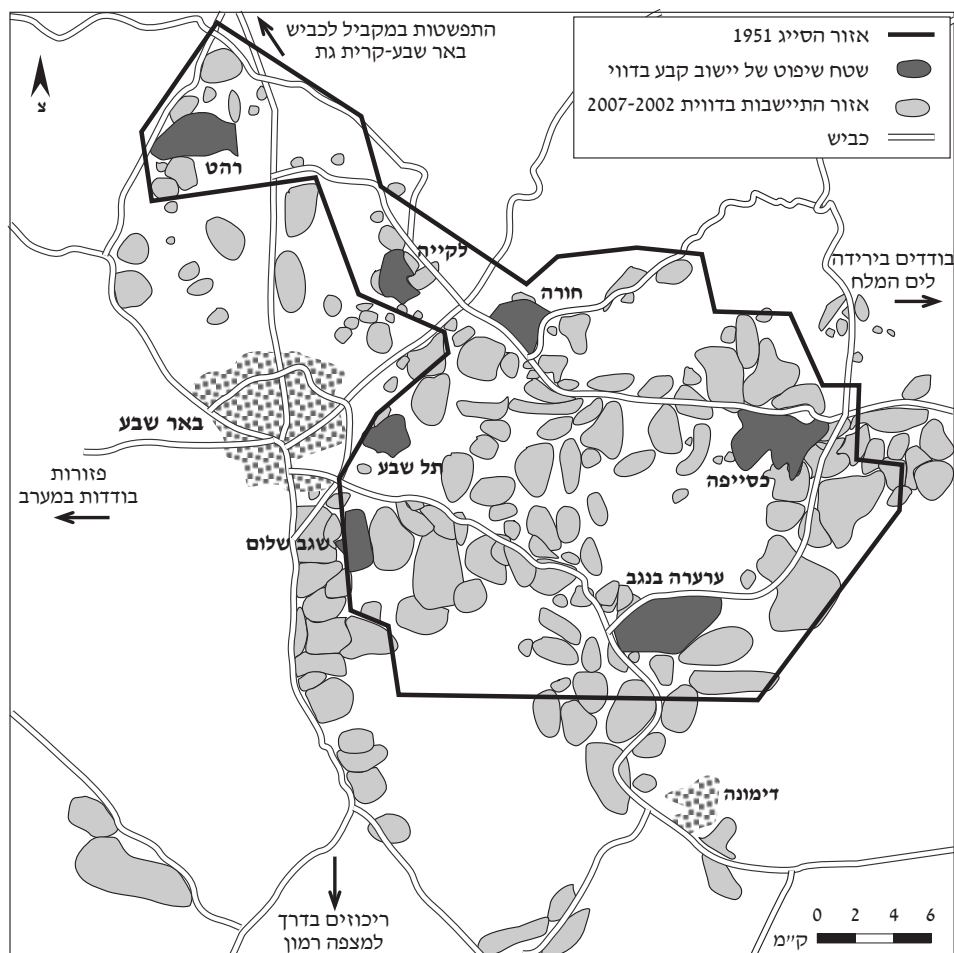 התפשטות במקביל לכביש
באר שבע-קרית גת
אזור הסייג 1951
שטח שיפוט של יישוב קבע בדווי
אזור התיישבות בדווית 2007-2002
כביש
צ
רהט
לקייה
חורה
בודדים בירידה
לים המלח
באר שבע
תל שבע
כסייפה
פזורות
בודדות במערב
שגב שלום
ערערה בנגב
דימונה
ריכוזים בדרך
למצפה רמון
0 2 4 6
ק״מ